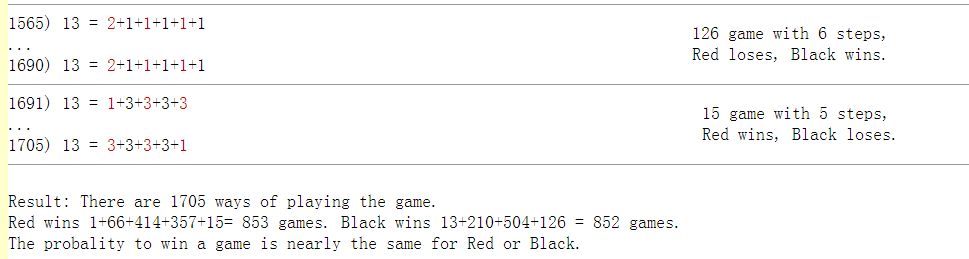 1565) 13 = 2+1+1+1+1+1
...
1690) 13 = 2+1+1+1+1+1
126 game with 6 steps,
Red loses, Black wins.
1691) 13 = 1+3+3+3+3
...
1705) 13 = 3+3+3+3+1
15 game with 5 steps,
Red wins, Black loses.
Result: There are 1705 ways of playing the game.
Red wins 1+66+414+357+15= 853 games. Black wins 13+210+504+126 = 852 games.
The probality to win a game is nearly the same for Red or Black.